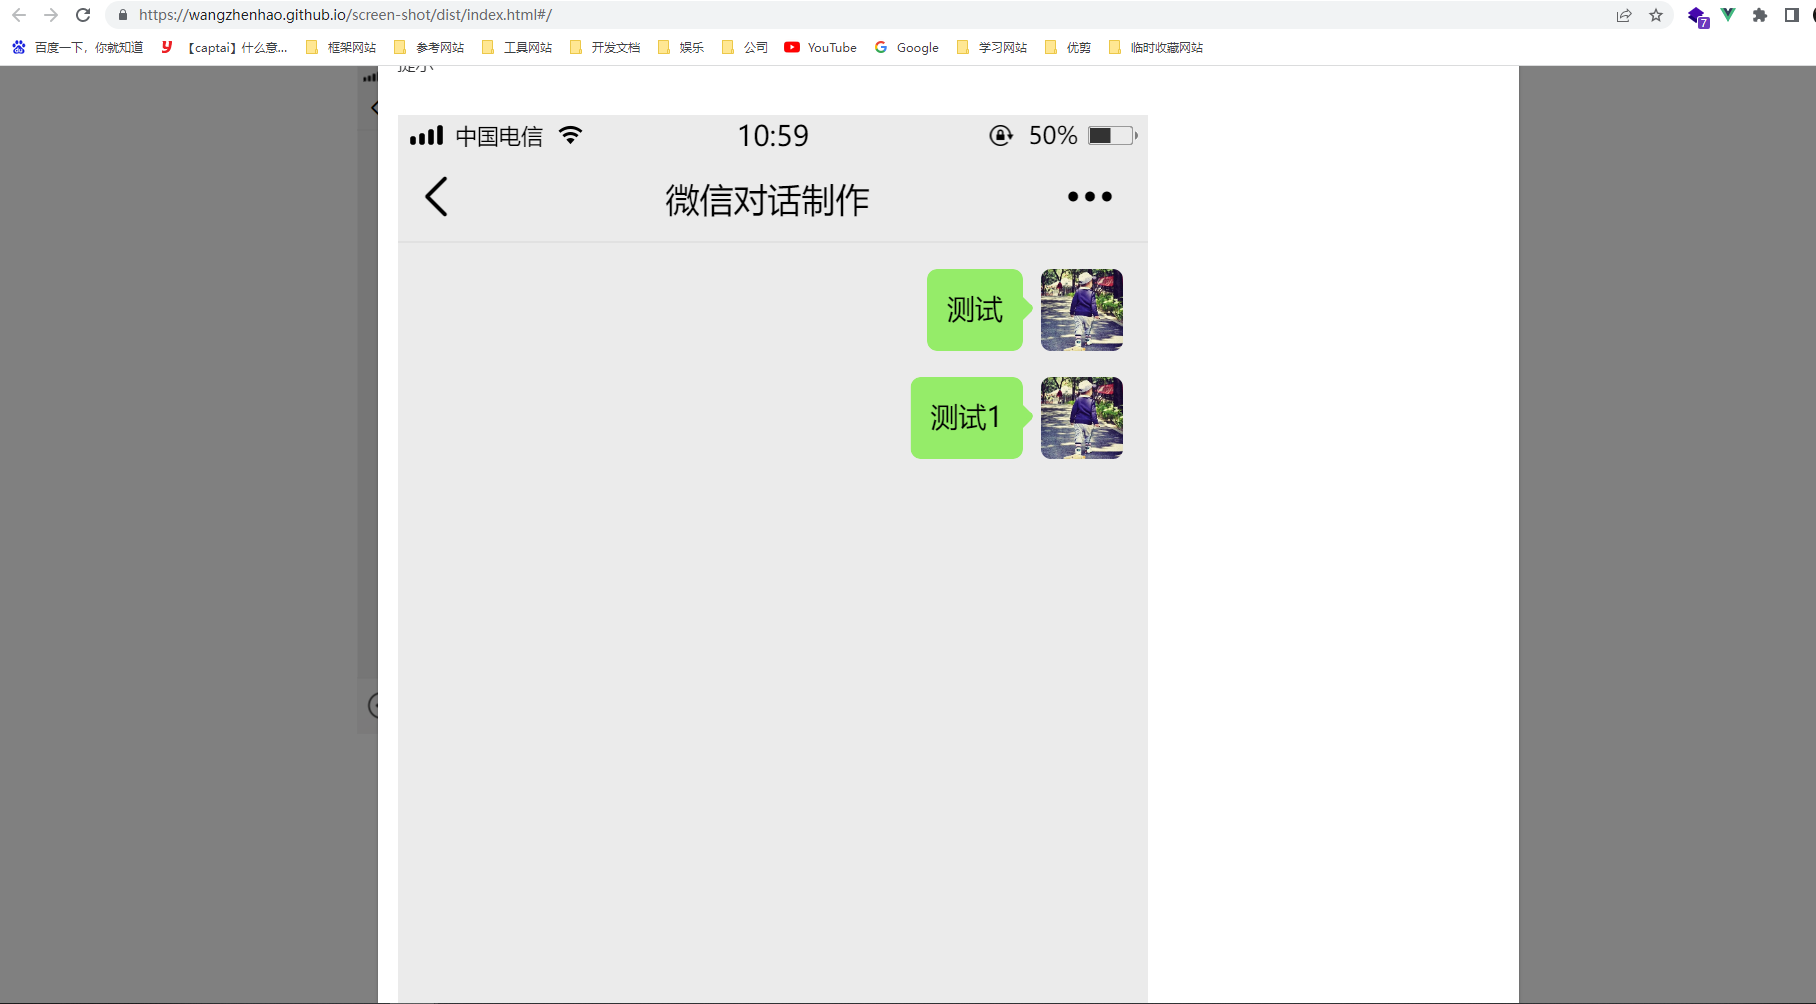 https://wangzhenhao.github.io/screen-shot/dist/index.html#/
7
百度一下，你就知道 【captai】什么意... 框架网站 参考网站 工具网站 开发文档 娱乐 公司 YouTube Google 学习网站 优剪 临时收藏网站
提示
中国电信 10:59 50%
微信对话制作
测试
测试1